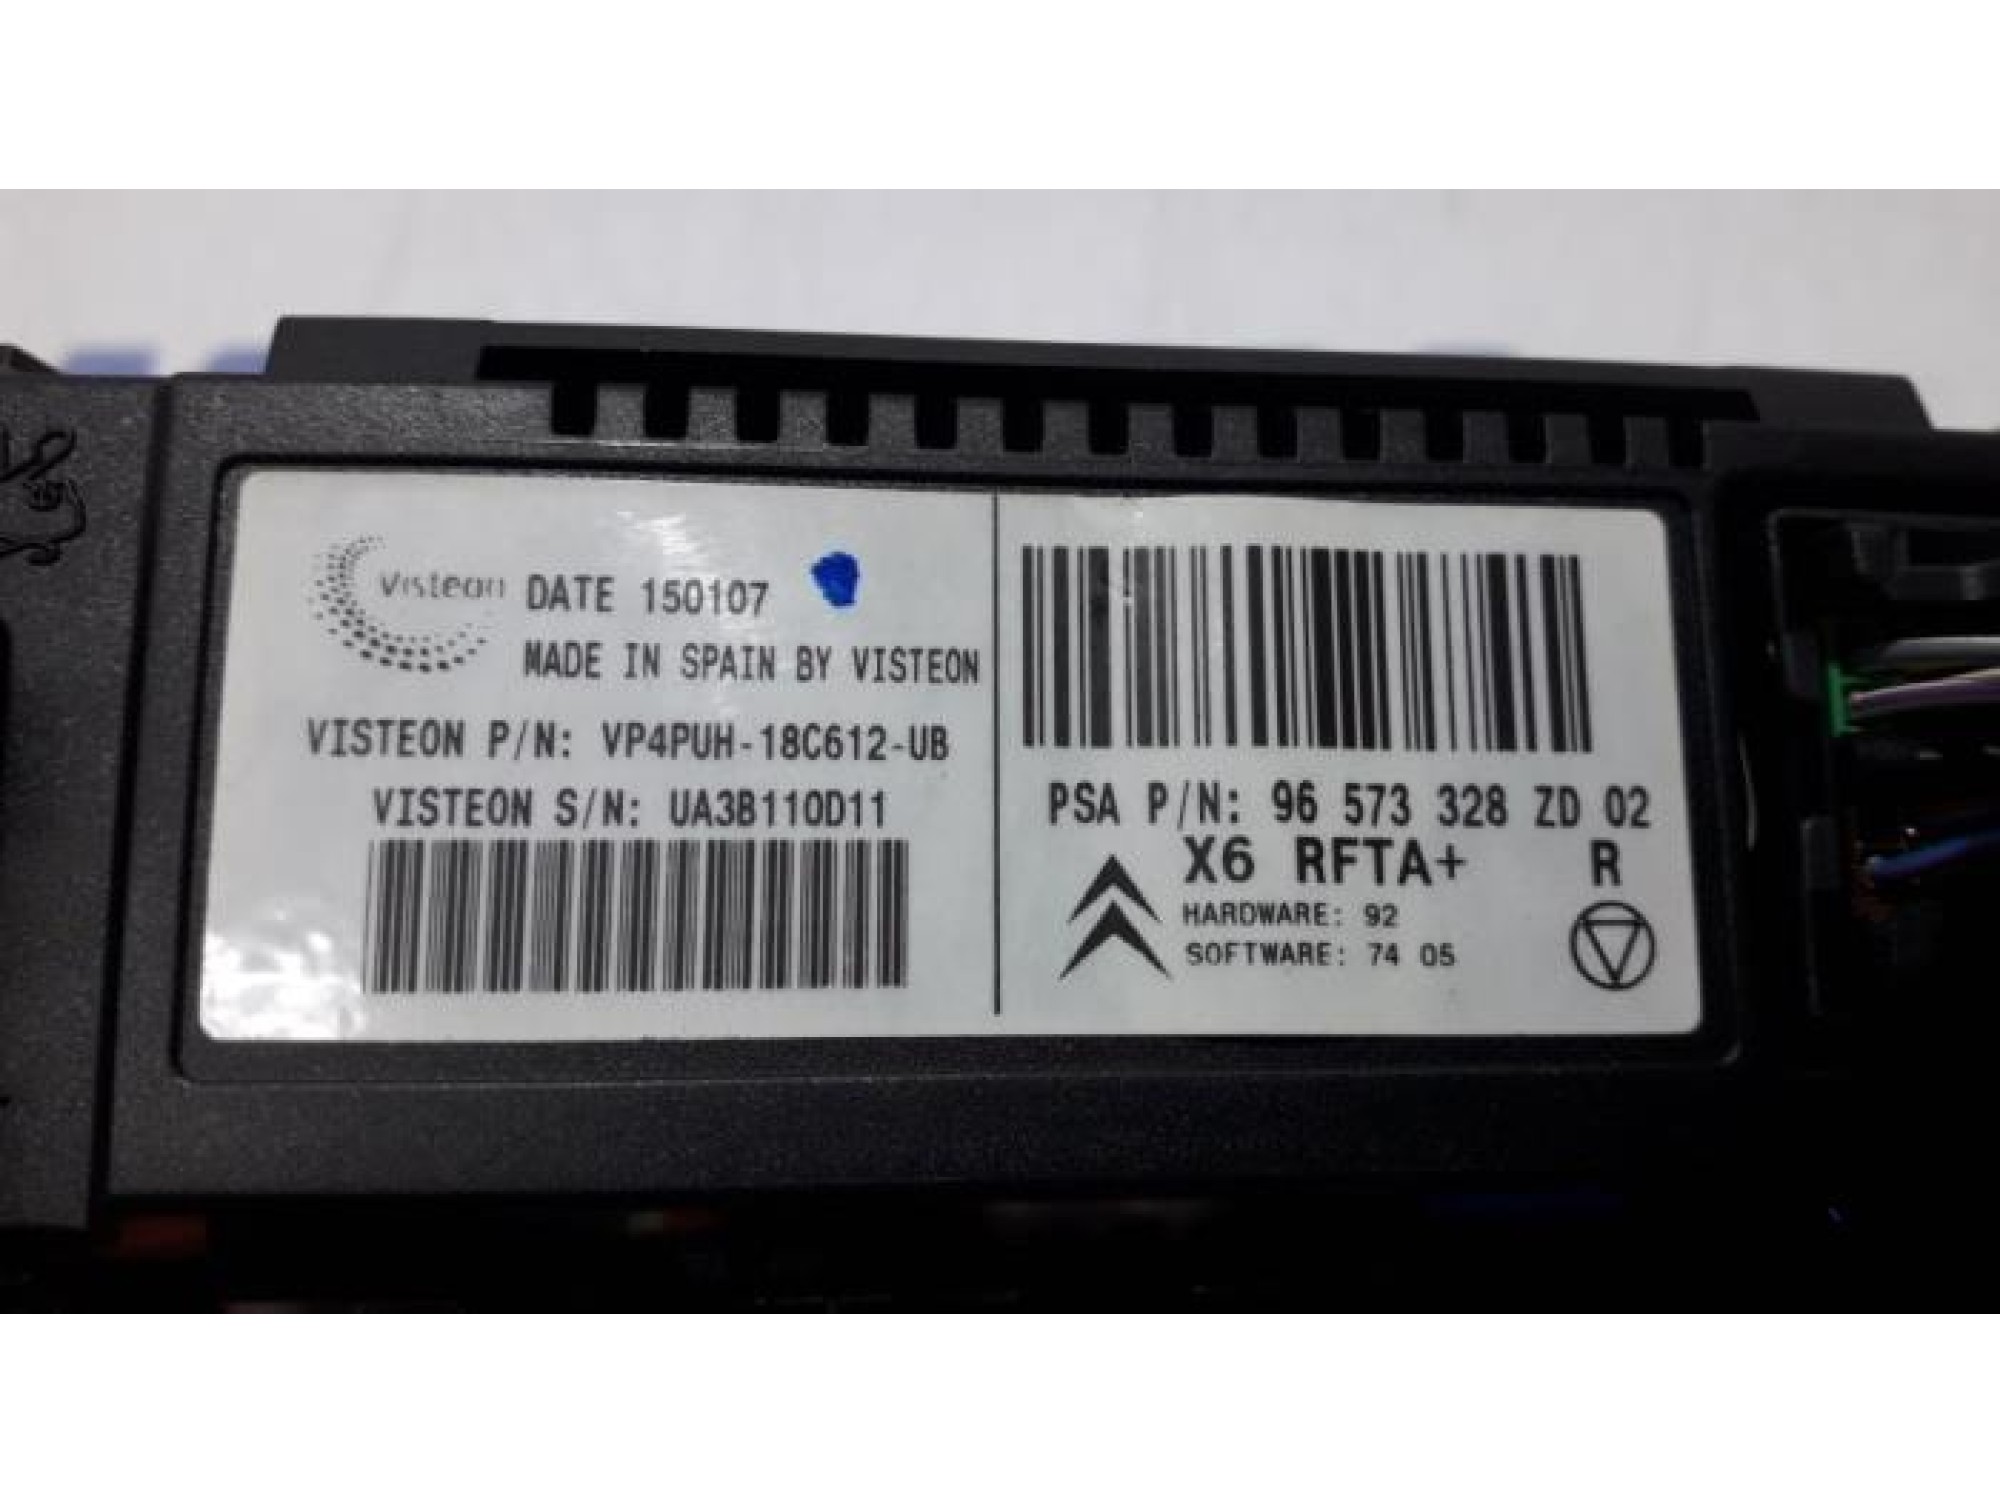 visteon DATE 150107
MADE IN SPAIN BY VISTEON
VISTEON P/N: VP4PUH-18C612-UB
VISTEON S/N: UA3B110D11
PSA P/N: 96 573 328 ZD 02
X6 RFTA+ R
HARDWARE: 92
SOFTWARE: 74 05